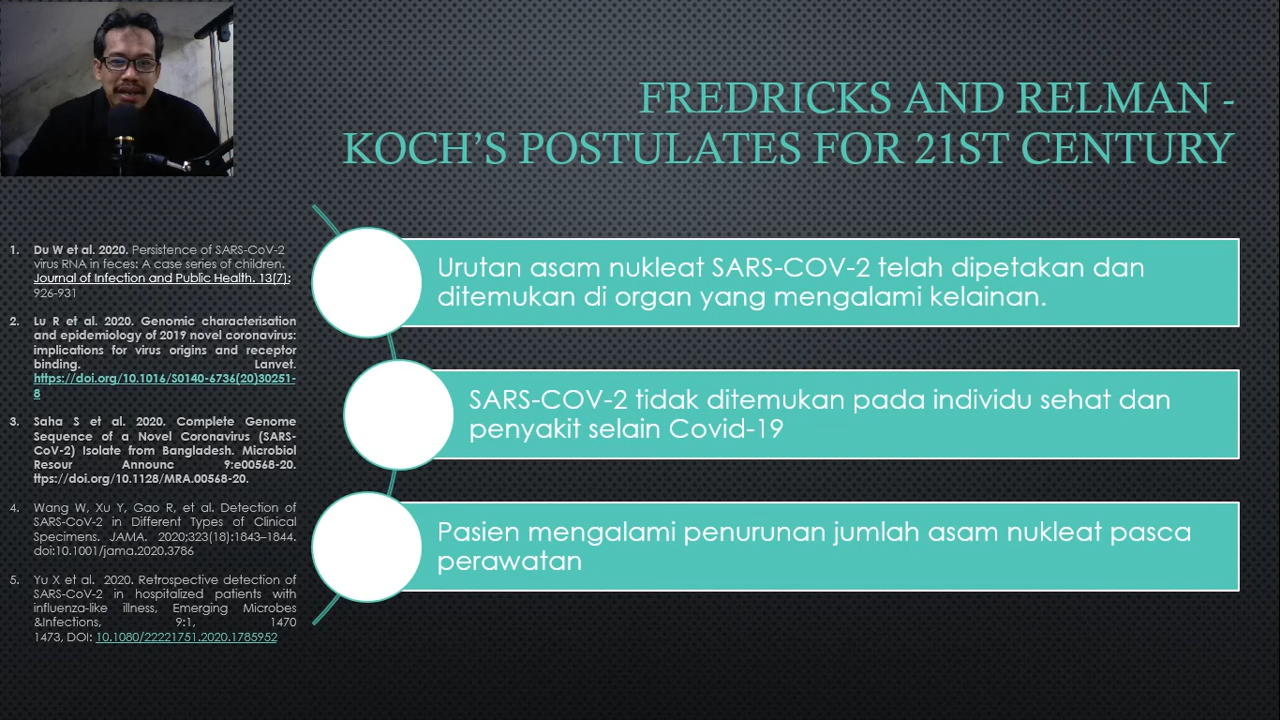 FREDRICKS AND RELMAN -
KOCH'S POSTULATES FOR 21ST CENTURY
Urutan asam nukleat SARS-COV-2 telah dipetakan dan
ditemukan di organ yang mengalami kelainan.
SARS-COV-2 tidak ditemukan pada individu sehat dan
penyakit selain Covid-19
Pasien mengalami penurunan jumlah asam nukleat pasca
perawatan
1. Du W et al. 2020. Persistence of SARS-CoV-2
virus RNA in feces: A case series of children.
Journal of Infection and Public Health. 13(7):
926-931
2. Lu R et al. 2020. Genomic characterisation
and epidemiology of 2019 novel coronavirus:
implications for virus origins and receptor
binding. Lanvet.
https://doi.org/10.1016/S0140-6736(20)30251-
8
3. Saha S et al. 2020. Complete Genome
Sequence of a Novel Coronavirus (SARS-
CoV-2) Isolate from Bangladesh. Microbiol
Resour Announc 9:e00568-20.
ttps://doi.org/10.1128/MRA.00568-20.
4. Wang W, Xu Y, Gao R, et al. Detection of
SARS-CoV-2 in Different Types of Clinical
Specimens. JAMA. 2020;323(18):1843–1844.
doi:10.1001/jama.2020.3786
5. Yu X et al. 2020. Retrospective detection of
SARS-CoV-2 in hospitalized patients with
influenza-like illness, Emerging Microbes
&Infections, 9:1, 1470
1473, DOI: 10.1080/22221751.2020.1785952